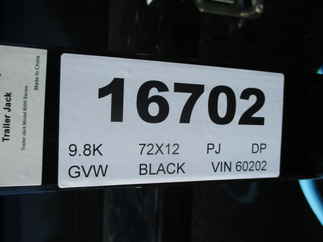 16702
9.8K 72X12 PJ DP
GVW BLACK VIN 60202
Trailer Jack
Made in China